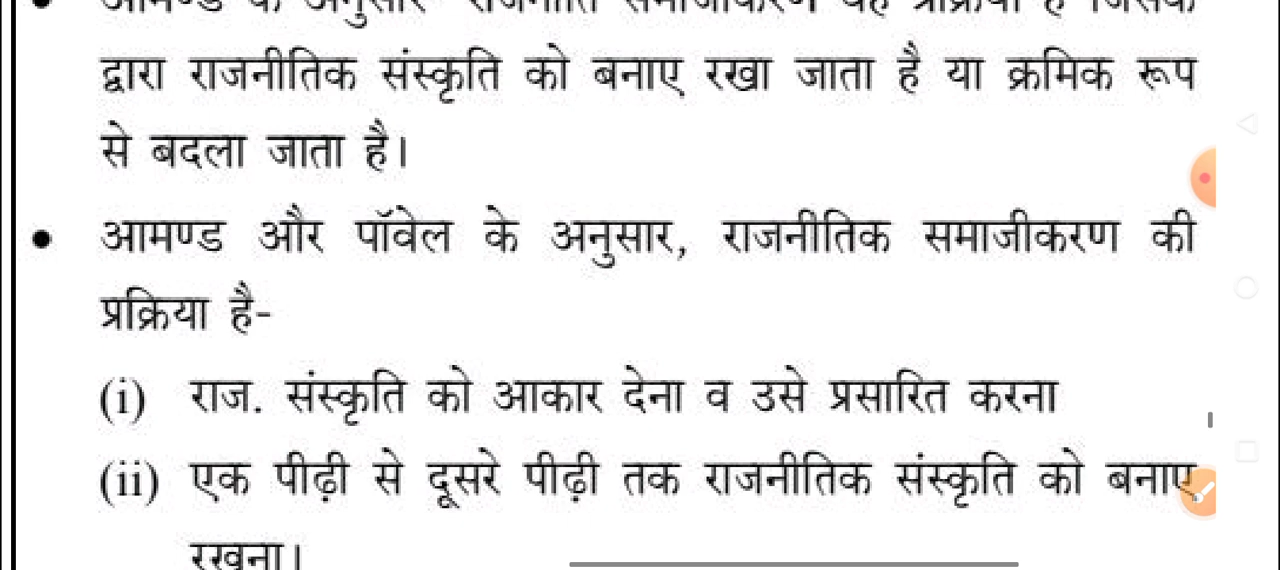 द्वारा राजनीतिक संस्कृति को बनाए रखा जाता है या क्रमिक रूप
से बदला जाता है।
• आमण्ड और पॉवेल के अनुसार, राजनीतिक समाजीकरण की
प्रक्रिया है-
(i) राज. संस्कृति को आकार देना व उसे प्रसारित करना
(ii) एक पीढ़ी से दूसरे पीढ़ी तक राजनीतिक संस्कृति को बनाए
रखना।